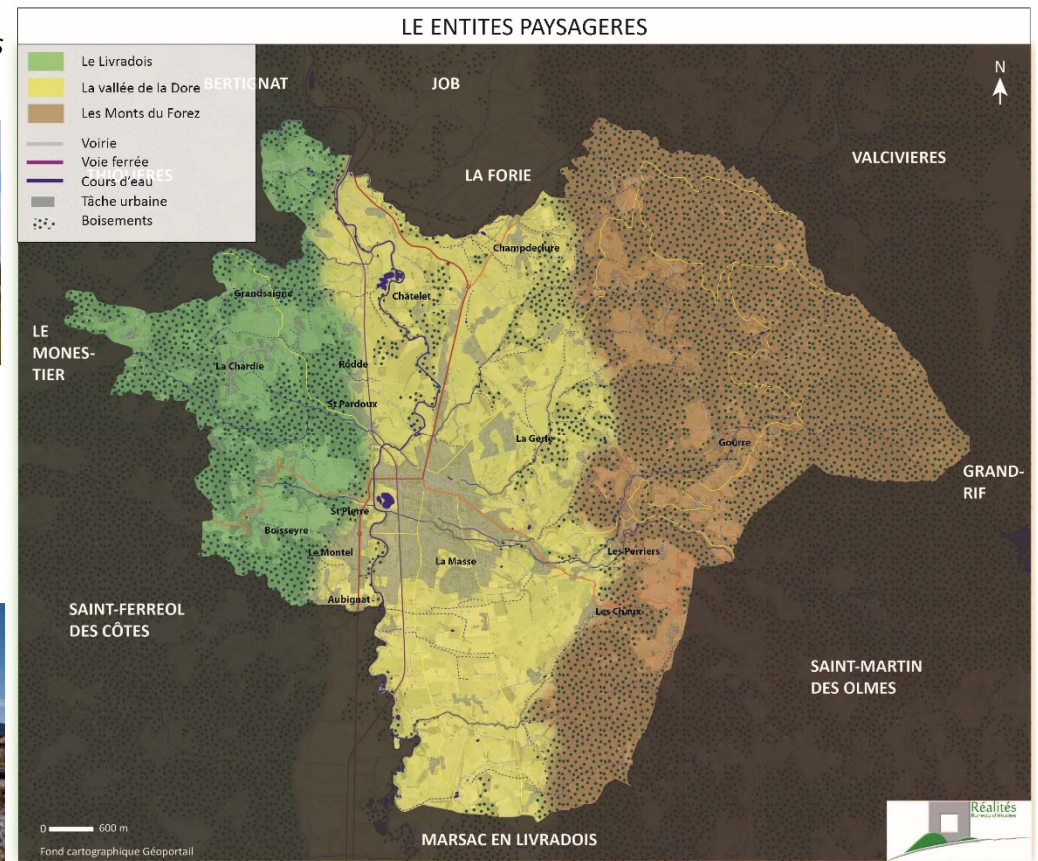 LE ENTITES PAYSAGERES
s
Le Livradois
La vallée de la Dore
Les Monts du Forez
Voirie
Voie ferrée
Cours d'eau
Tâche urbaine
Boisements
BERTIGNAT
JOB
N
THIOLIERES
LA FORIE
VALCIVIERES
Champdeclure
Grandsaigne
Châtelet
LE
MONES-
TIER
La Chardie
Rodde
St Pardoux
La Gerle
Gourre
GRAND-
RIF
St Pierre
Boisseyre
Le Montel
La Masse
Les Perriers
Aubignat
Les Chaux
SAINT-FERREOL
DES CÔTES
SAINT-MARTIN
DES OLMES
0 600 m
MARSAC EN LIVRADOIS
Fond cartographique Géoportail
Réalités
Bureau d'études